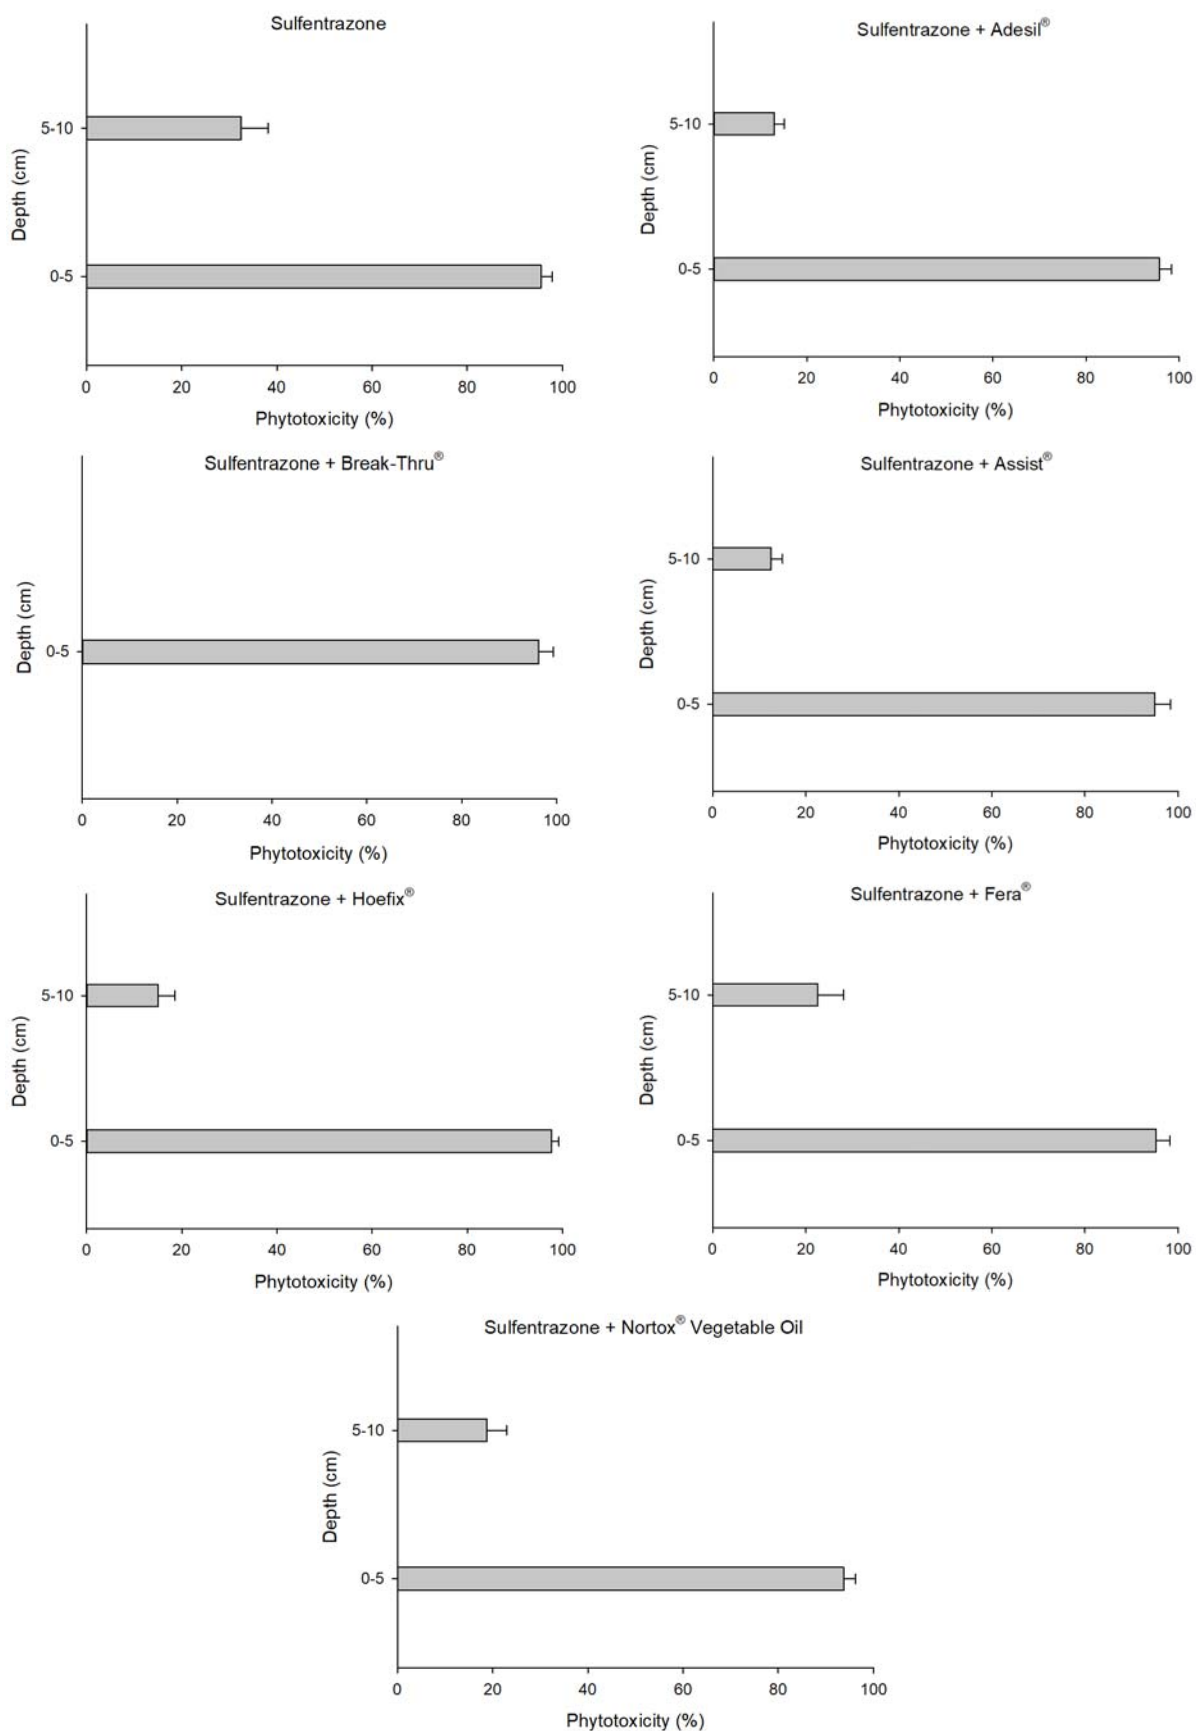 Sulfentrazone
5-10
0-5
Depth (cm)
0 20 40 60 80 100
Phytotoxicity (%)
Sulfentrazone + Adesil®
5-10
0-5
Depth (cm)
0 20 40 60 80 100
Phytotoxicity (%)
Sulfentrazone + Break-Thru®
0-5
Depth (cm)
0 20 40 60 80 100
Phytotoxicity (%)
Sulfentrazone + Assist®
5-10
0-5
Depth (cm)
0 20 40 60 80 100
Phytotoxicity (%)
Sulfentrazone + Hoefix®
5-10
0-5
Depth (cm)
0 20 40 60 80 100
Phytotoxicity (%)
Sulfentrazone + Fera®
5-10
0-5
Depth (cm)
0 20 40 60 80 100
Phytotoxicity (%)
Sulfentrazone + Nortox® Vegetable Oil
5-10
0-5
Depth (cm)
0 20 40 60 80 100
Phytotoxicity (%)